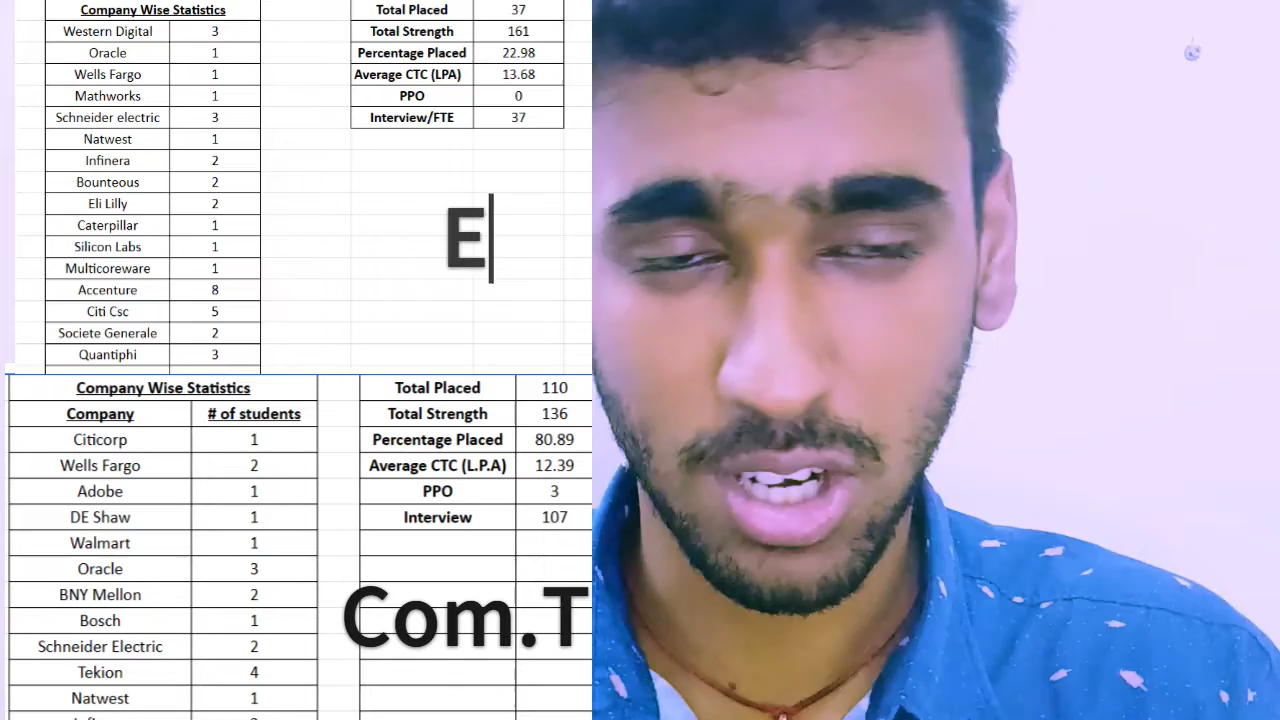 Company Wise Statistics
Western Digital 3
Oracle 1
Wells Fargo 1
Mathworks 1
Schneider electric 3
Natwest 1
Infinera 2
Bounteous 2
Eli Lilly 2
Caterpillar 1
Silicon Labs 1
Multicoreware 1
Accenture 8
Citi Csc 5
Societe Generale 2
Quantiphi 3
Total Placed 37
Total Strength 161
Percentage Placed 22.98
Average CTC (LPA) 13.68
PPO 0
Interview/FTE 37
E
Company Wise Statistics
Company # of students
Citicorp 1
Wells Fargo 2
Adobe 1
DE Shaw 1
Walmart 1
Oracle 3
BNY Mellon 2
Bosch 1
Schneider Electric 2
Tekion 4
Natwest 1
Total Placed 110
Total Strength 136
Percentage Placed 80.89
Average CTC (L.P.A) 12.39
PPO 3
Interview 107
Com.T